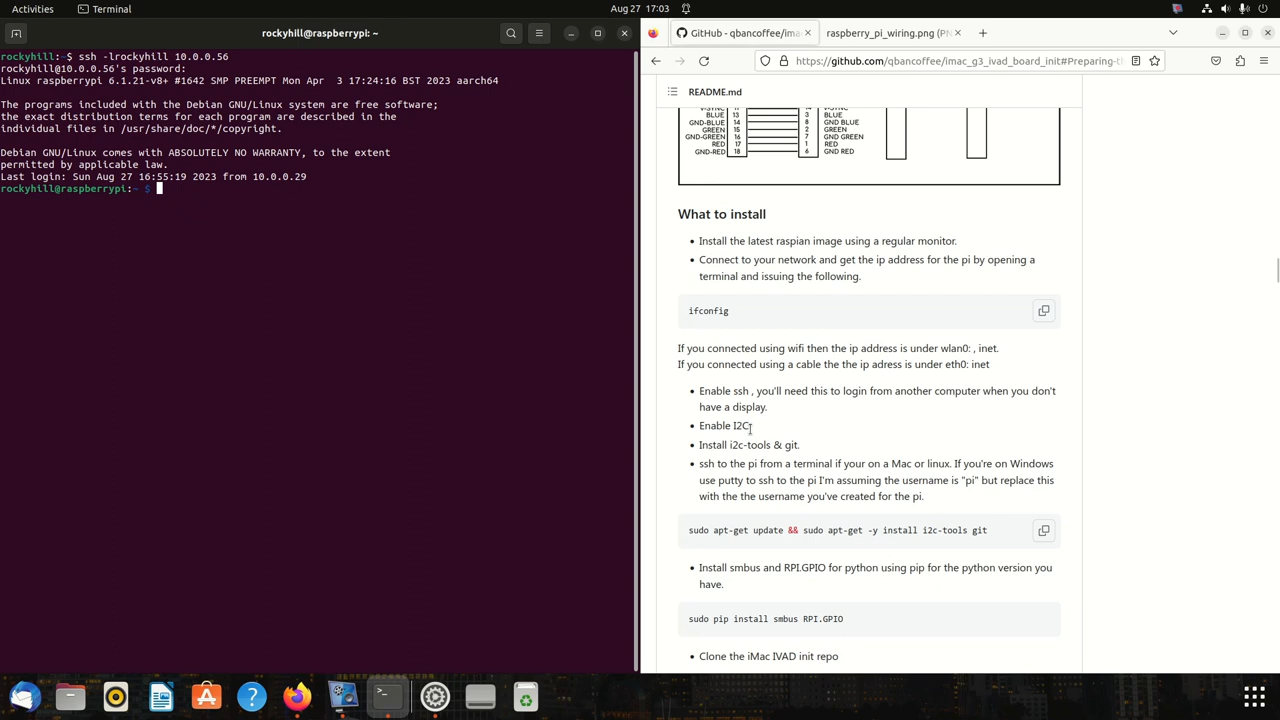 Activities
Terminal
Aug 27 17:03
rockyhill@raspberrypi: ~
rockyhill:~$ ssh -lrockyhill 10.0.0.56
rockyhill@10.0.0.56's password:
Linux raspberrypi 6.1.21-v8+ #1642 SMP PREEMPT Mon Apr  3 17:24:16 BST 2023 aarch64
The programs included with the Debian GNU/Linux system are free software;
the exact distribution terms for each program are described in the
individual files in /usr/share/doc/*/copyright.
Debian GNU/Linux comes with ABSOLUTELY NO WARRANTY, to the extent
permitted by applicable law.
Last login: Sun Aug 27 16:55:19 2023 from 10.0.0.29
rockyhill@raspberrypi:~ $
GitHub - qbancoffee/ima
raspberry_pi_wiring.png (PN
https://github.com/qbancoffee/imac_g3_ivad_board_init#Preparing-th
README.md
BLUE 13 3 BLUE
GND-BLUE 14 8 GND BLUE
GREEN 15 2 GREEN
GND-GREEN 16 7 GND GREEN
RED 17 1 RED
GND-RED 18 6 GND RED
What to install
• Install the latest raspian image using a regular monitor.
• Connect to your network and get the ip address for the pi by opening a
terminal and issuing the following.
ifconfig
If you connected using wifi then the ip address is under wlan0: , inet.
If you connected using a cable the the ip adress is under eth0: inet
• Enable ssh , you'll need this to login from another computer when you don't
have a display.
• Enable I2C
• Install i2c-tools & git.
• ssh to the pi from a terminal if your on a Mac or linux. If you're on Windows
use putty to ssh to the pi I'm assuming the username is "pi" but replace this
with the the username you've created for the pi.
sudo apt-get update && sudo apt-get -y install i2c-tools git
• Install smbus and RPI.GPIO for python using pip for the python version you
have.
sudo pip install smbus RPI.GPIO
• Clone the iMac IVAD init repo